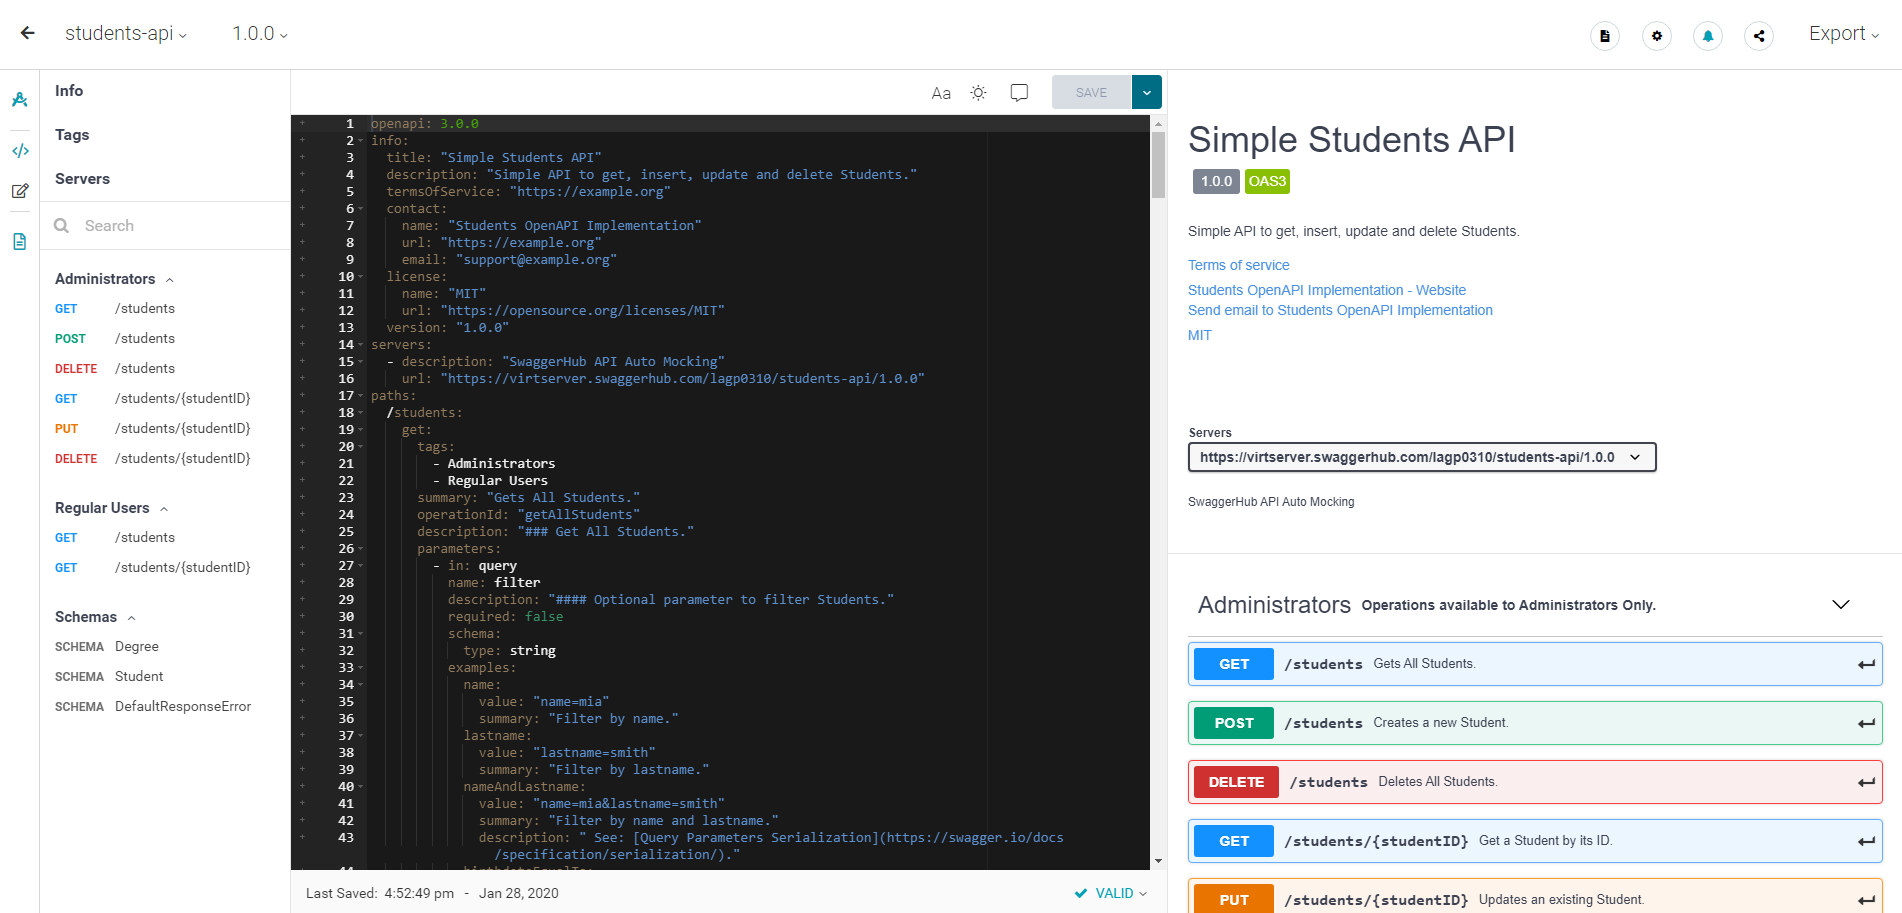 students-api
1.0.0
Export
Info
Tags
Servers
Search
Administrators
GET /students
POST /students
DELETE /students
GET /students/{studentID}
PUT /students/{studentID}
DELETE /students/{studentID}
Regular Users
GET /students
GET /students/{studentID}
Schemas
SCHEMA Degree
SCHEMA Student
SCHEMA DefaultResponseError
Aa
SAVE
1 openapi: 3.0.0
2 info:
3 title: "Simple Students API"
4 description: "Simple API to get, insert, update and delete Students."
5 termsOfService: "https://example.org"
6 contact:
7 name: "Students OpenAPI Implementation"
8 url: "https://example.org"
9 email: "support@example.org"
10 license:
11 name: "MIT"
12 url: "https://opensource.org/licenses/MIT"
13 version: "1.0.0"
14 servers:
15 - description: "SwaggerHub API Auto Mocking"
16 url: "https://virtserver.swaggerhub.com/lagp0310/students-api/1.0.0"
17 paths:
18 /students:
19 get:
20 tags:
21 - Administrators
22 - Regular Users
23 summary: "Gets All Students."
24 operationId: "getAllStudents"
25 description: "### Get All Students."
26 parameters:
27 - in: query
28 name: filter
29 description: "#### Optional parameter to filter Students."
30 required: false
31 schema:
32 type: string
33 examples:
34 name:
35 value: "name=mia"
36 summary: "Filter by name."
37 lastname:
38 value: "lastname=smith"
39 summary: "Filter by lastname."
40 nameAndLastname:
41 value: "name=mia&lastname=smith"
42 summary: "Filter by name and lastname."
43 description: " See: [Query Parameters Serialization](https://swagger.io/docs
/specification/serialization/)."
44 birthdateEqualTo:
Last Saved: 4:52:49 pm - Jan 28, 2020
VALID
Simple Students API
1.0.0 OAS3
Simple API to get, insert, update and delete Students.
Terms of service
Students OpenAPI Implementation - Website
Send email to Students OpenAPI Implementation
MIT
Servers
https://virtserver.swaggerhub.com/lagp0310/students-api/1.0.0
SwaggerHub API Auto Mocking
Administrators Operations available to Administrators Only.
GET /students Gets All Students.
POST /students Creates a new Student.
DELETE /students Deletes All Students.
GET /students/{studentID} Get a Student by its ID.
PUT /students/{studentID} Updates an existing Student.